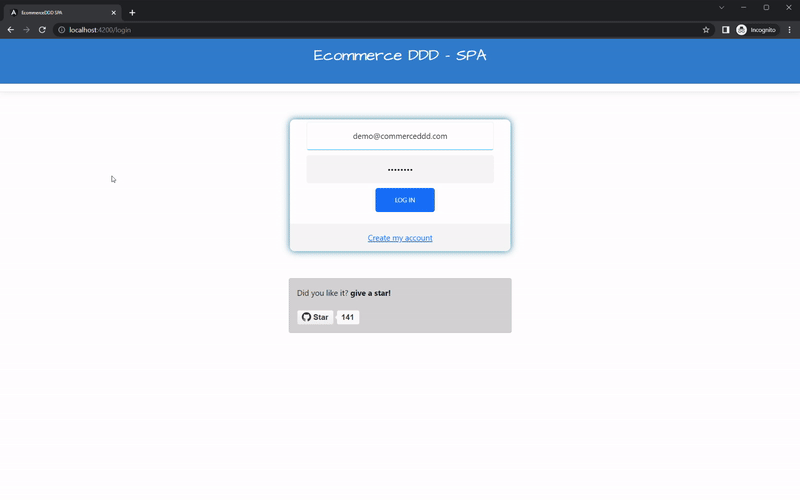 EcommerceDDD SPA
localhost:4200/login
Incognito
Ecommerce DDD - SPA
demo@commerceddd.com
••••••••
LOG IN
Create my account
Did you like it? give a star!
Star 141